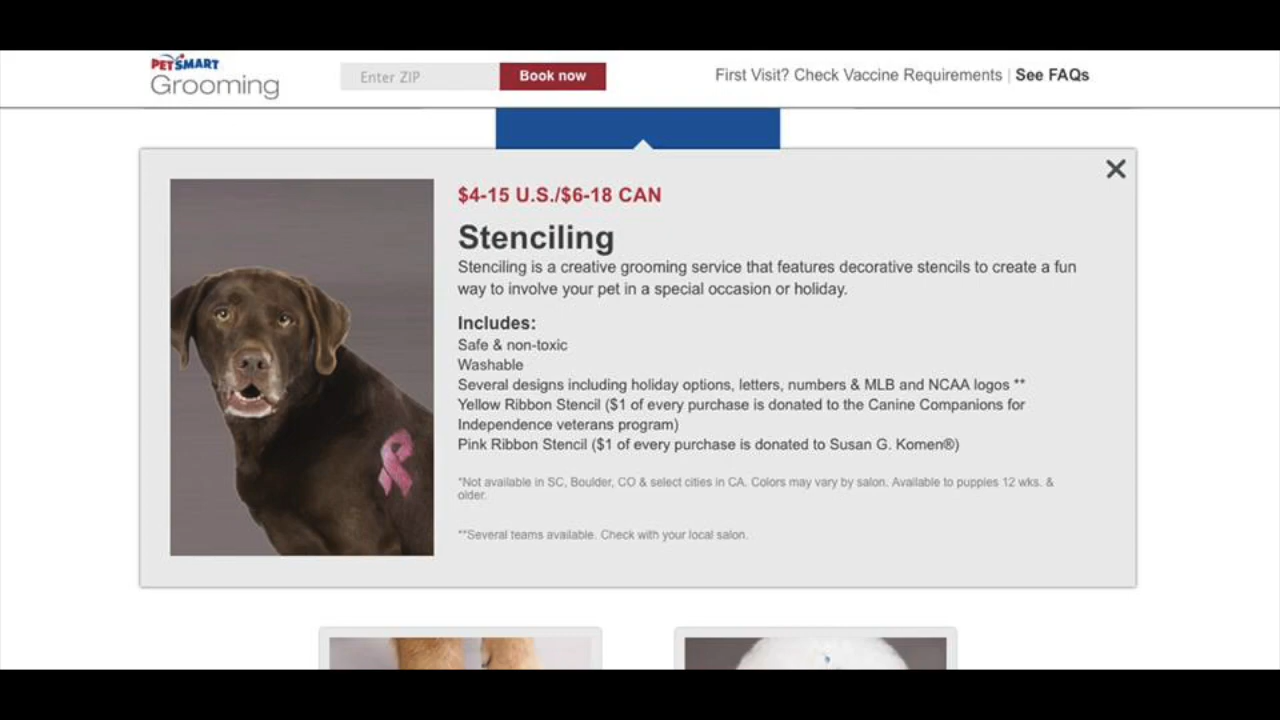 PETSMART
Grooming
Enter ZIP
Book now
First Visit? Check Vaccine Requirements | See FAQs
$4-15 U.S./$6-18 CAN
Stenciling
Stenciling is a creative grooming service that features decorative stencils to create a fun
way to involve your pet in a special occasion or holiday.
Includes:
Safe & non-toxic
Washable
Several designs including holiday options, letters, numbers & MLB and NCAA logos **
Yellow Ribbon Stencil ($1 of every purchase is donated to the Canine Companions for
Independence veterans program)
Pink Ribbon Stencil ($1 of every purchase is donated to Susan G. Komen®)
*Not available in SC, Boulder, CO & select cities in CA. Colors may vary by salon. Available to puppies 12 wks. &
older.
**Several teams available. Check with your local salon.